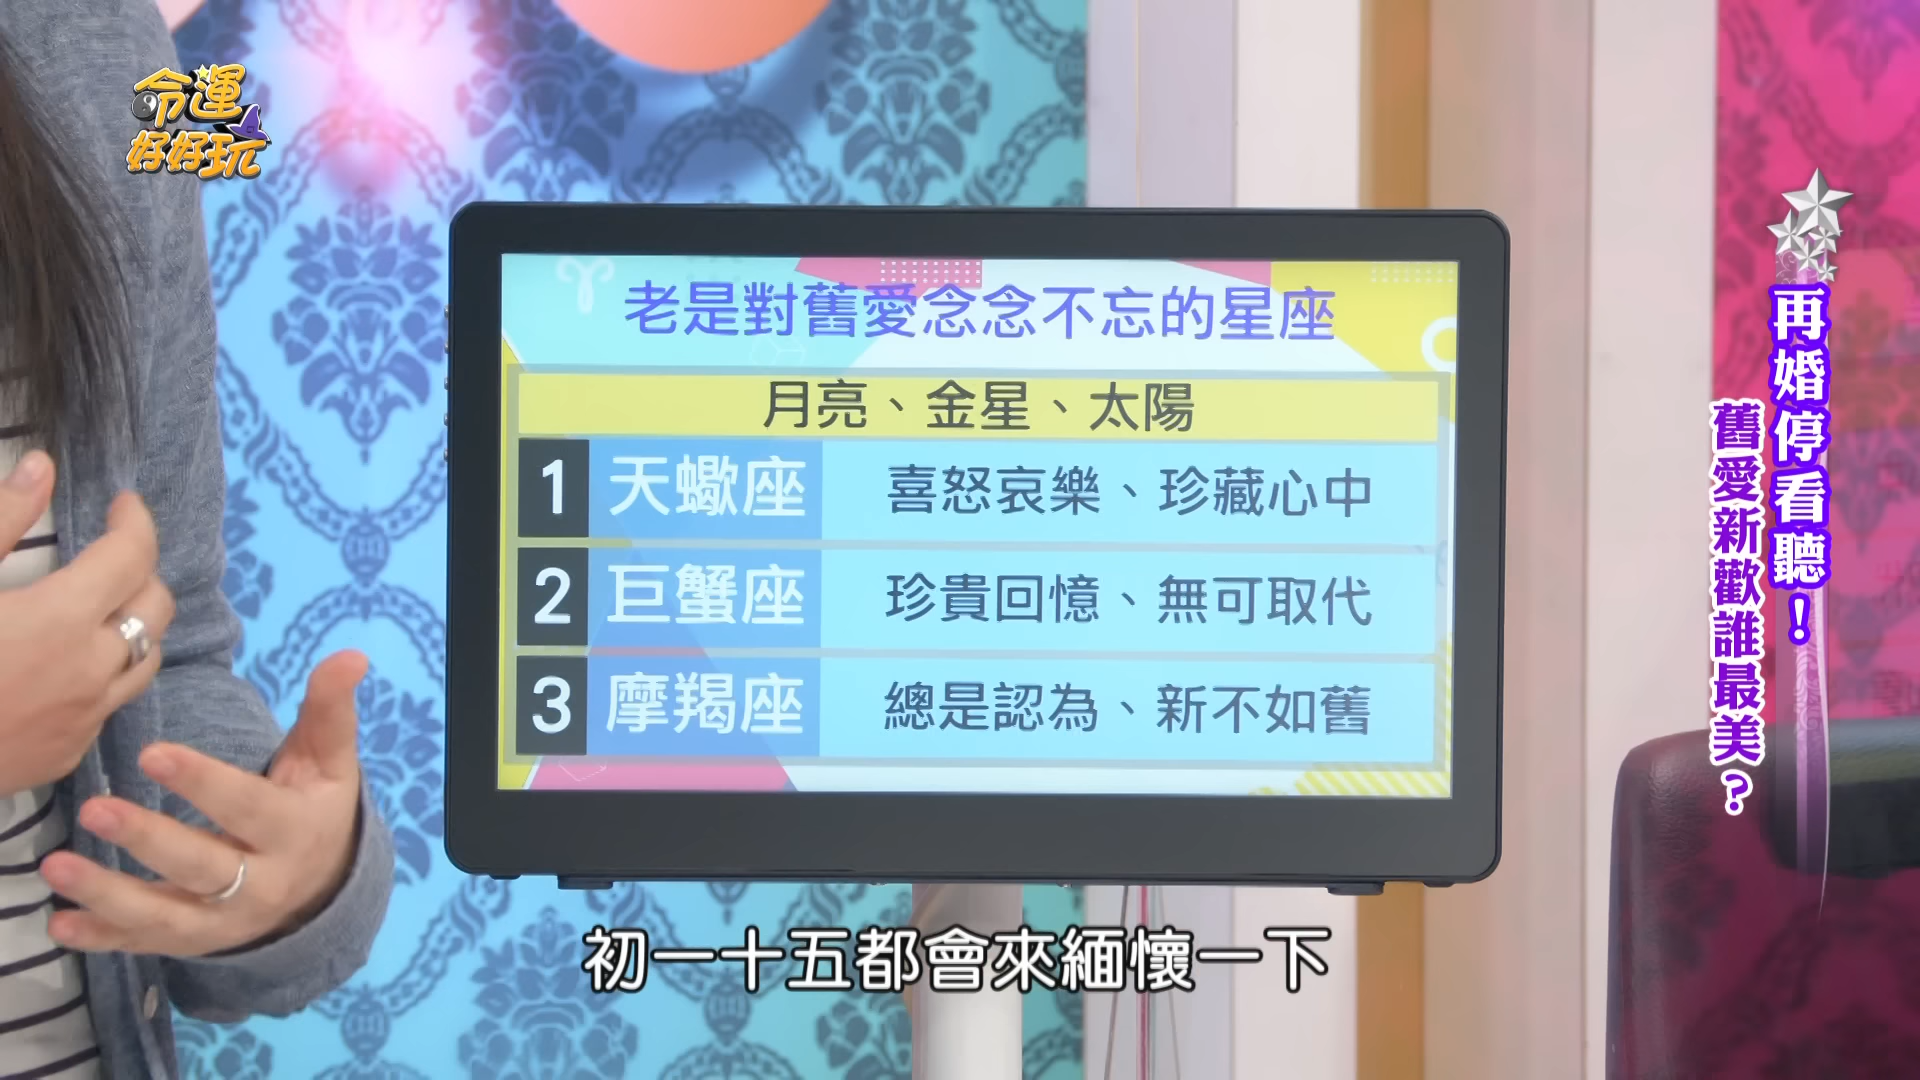 命運
好好玩
老是對舊愛念念不忘的星座
月亮、金星、太陽
1 天蠍座 喜怒哀樂、珍藏心中
2 巨蟹座 珍貴回憶、無可取代
3 摩羯座 總是認為、新不如舊
再婚停看聽！
舊愛新歡誰最美？
初一十五都會來緬懷一下